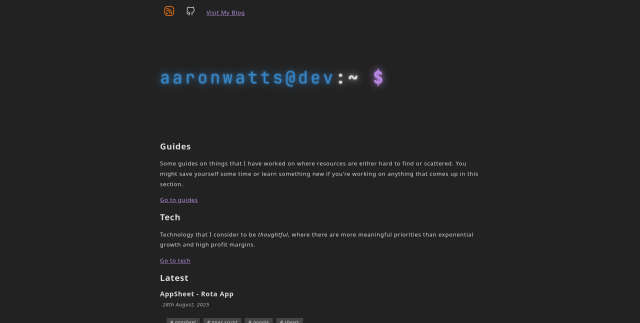 Visit My Blog
aaronwatts@dev:~ $
Guides
Some guides on things that I have worked on where resources are either hard to find or scattered. You
might save yourself some time or learn something new if you're working on anything that comes up in this
section.
Go to guides
Tech
Technology that I consider to be thoughtful, where there are more meaningful priorities than exponential
growth and high profit margins.
Go to tech
Latest
AppSheet - Rota App
28th August, 2025